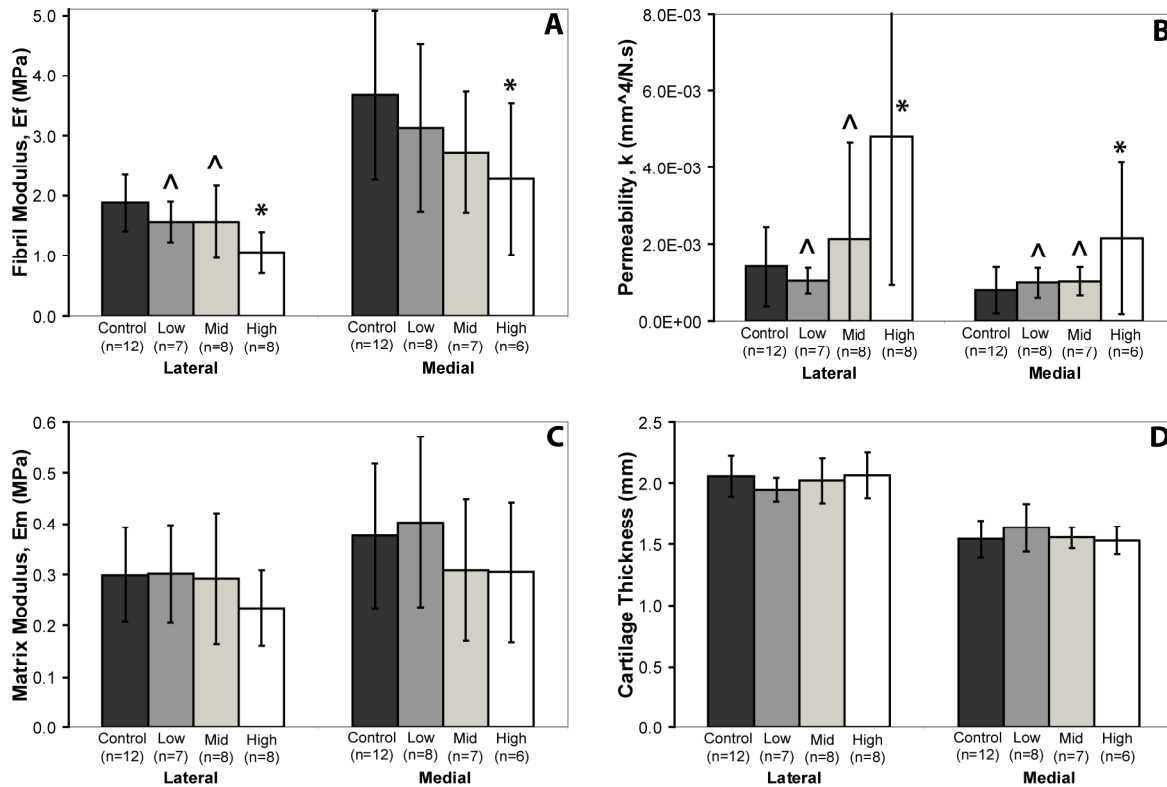 A
Fibril Modulus, Ef (MPa)
5.0
4.0
3.0
2.0
1.0
0.0
^
^
*
*
Control Low Mid High Control Low Mid High
(n=12) (n=7) (n=8) (n=8) (n=12) (n=8) (n=7) (n=6)
Lateral Medial
B
Permeability, k (mm^4/N.s)
8.0E-03
6.0E-03
4.0E-03
2.0E-03
0.0E+00
^
^
*
^
^
*
Control Low Mid High Control Low Mid High
(n=12) (n=7) (n=8) (n=8) (n=12) (n=8) (n=7) (n=6)
Lateral Medial
C
Matrix Modulus, Em (MPa)
0.6
0.5
0.4
0.3
0.2
0.1
0.0
Control Low Mid High Control Low Mid High
(n=12) (n=7) (n=8) (n=8) (n=12) (n=8) (n=7) (n=6)
Lateral Medial
D
Cartilage Thickness (mm)
2.5
2.0
1.5
1.0
0.5
0.0
Control Low Mid High Control Low Mid High
(n=12) (n=7) (n=8) (n=8) (n=12) (n=8) (n=7) (n=6)
Lateral Medial